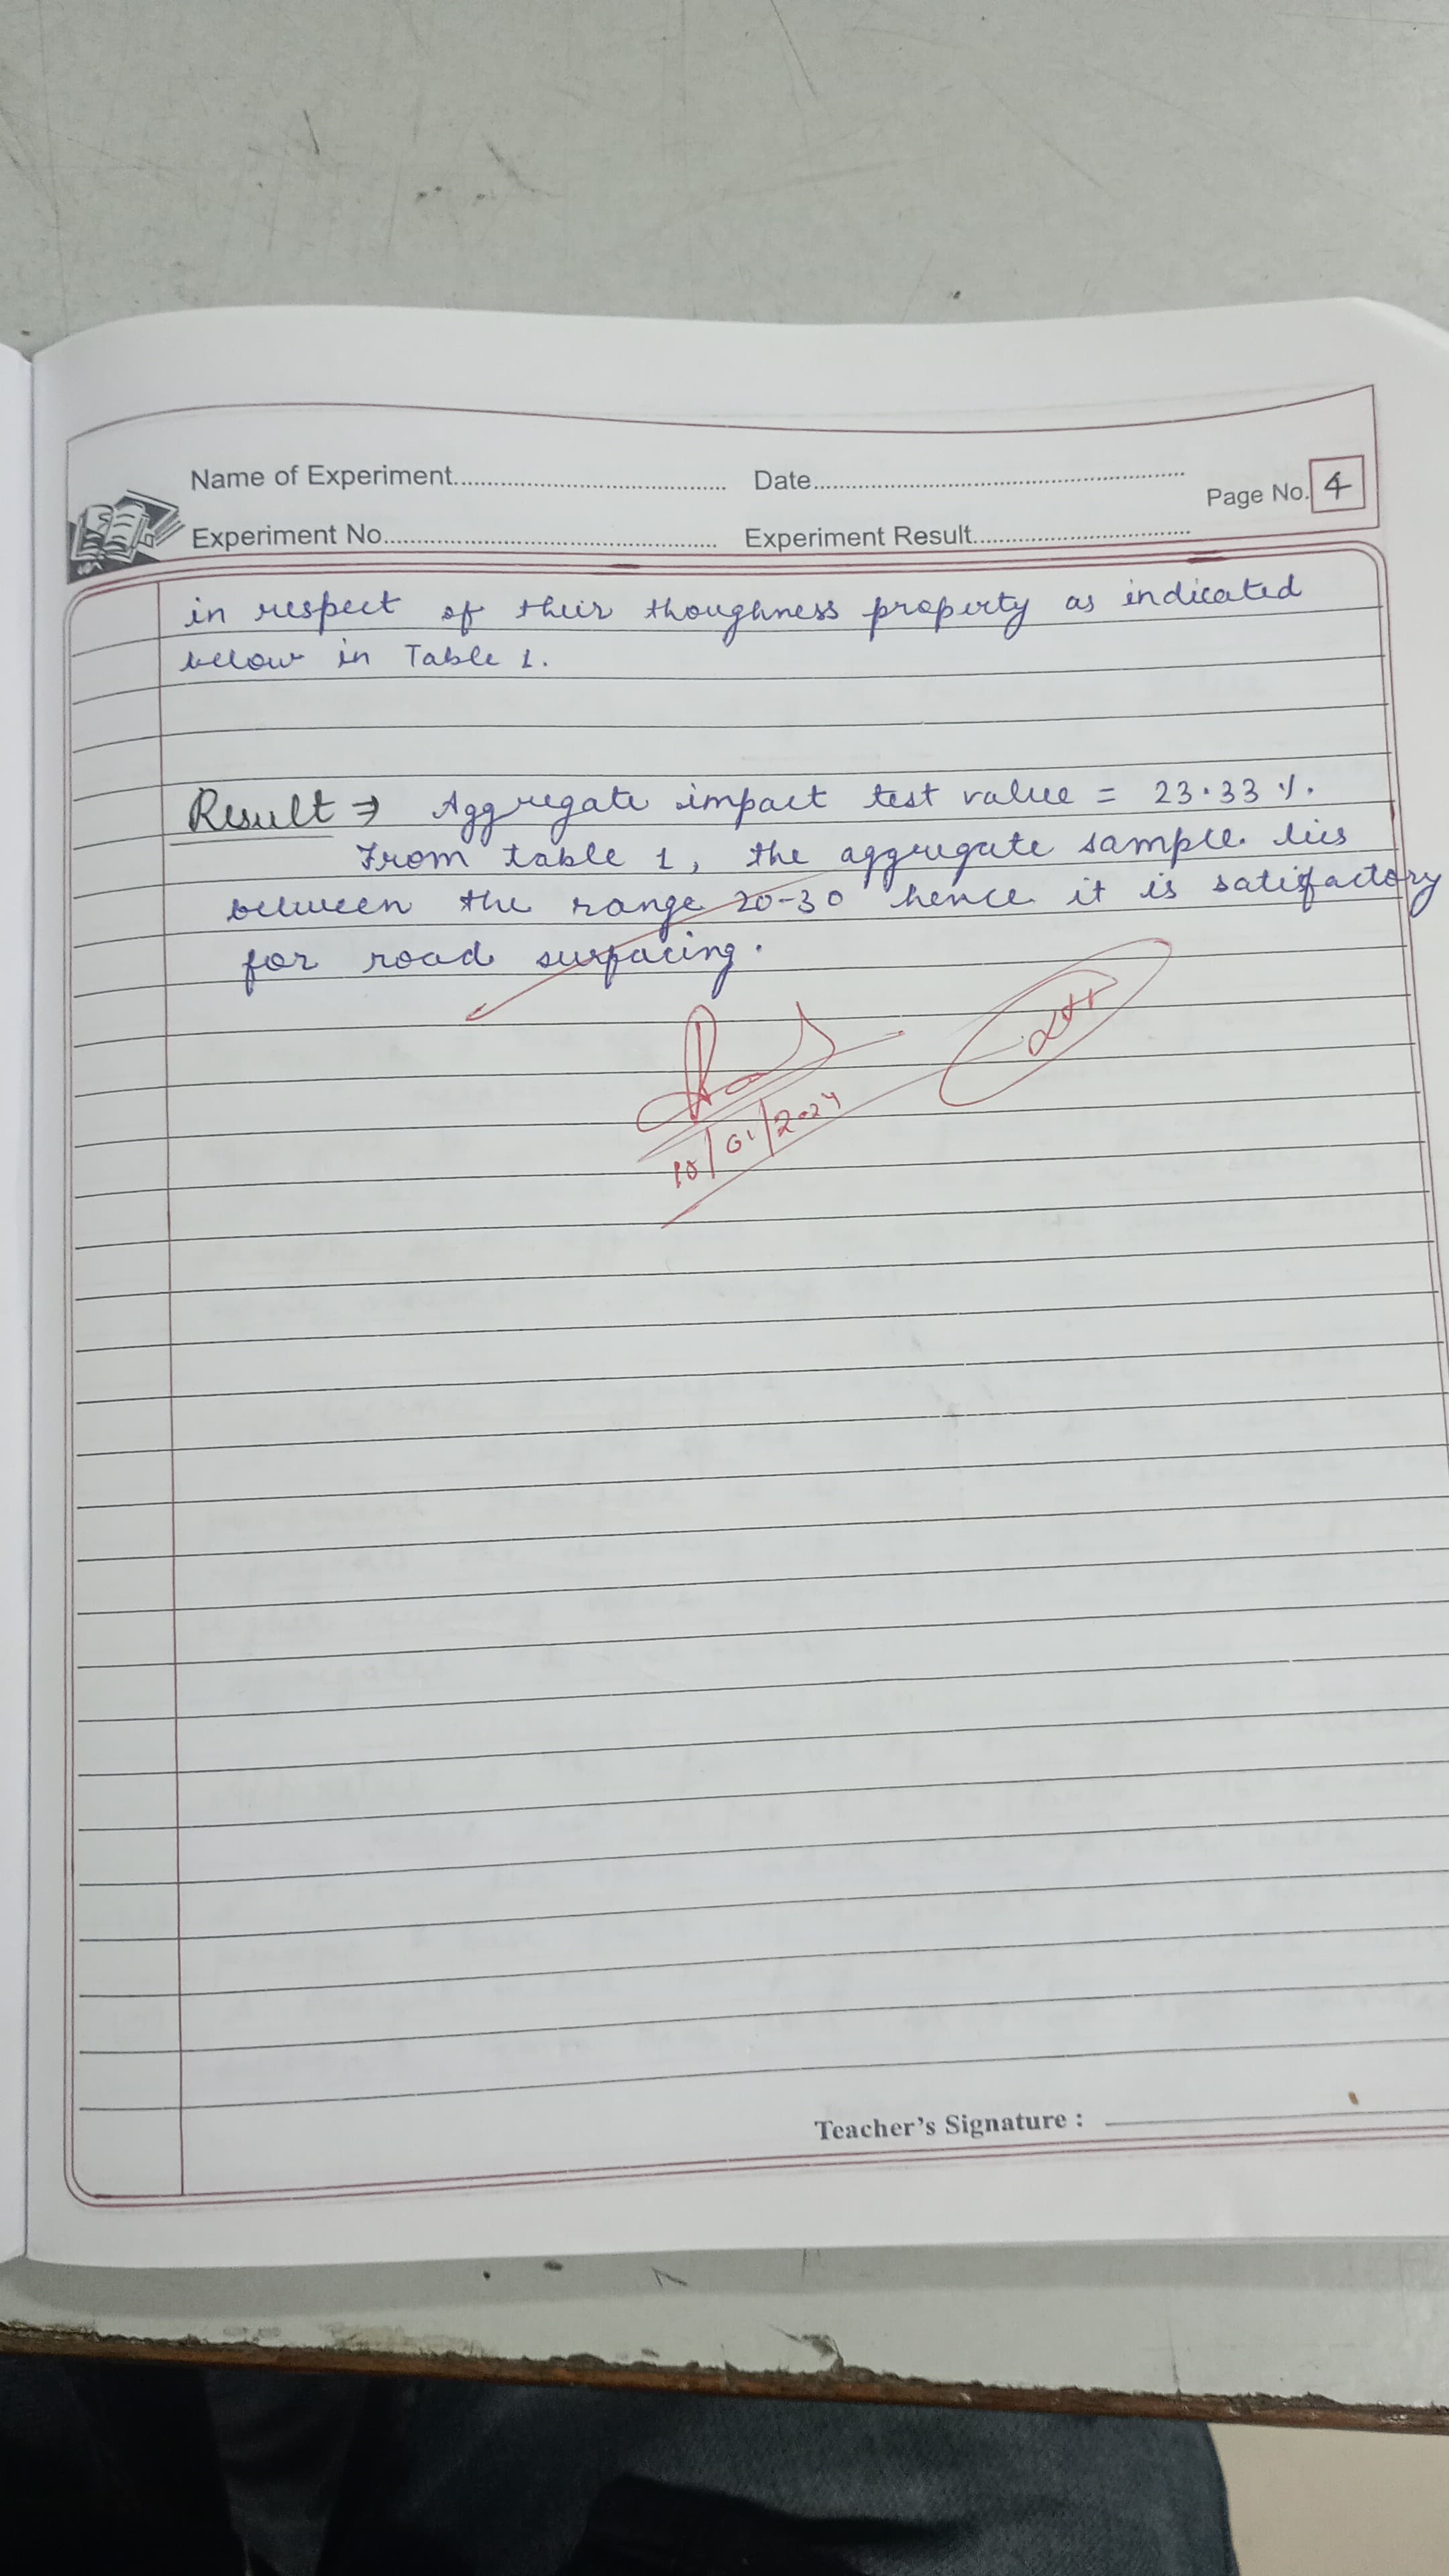 Name of Experiment.................................... Date....................................................
Page No. 4
Experiment No................................................ Experiment Result................................
in respect of their thoughness property as indicated
below in Table 1.
Result ⇒ Aggregate impact test value = 23.33 %.
From table 1, the aggregate sample lies
between the range 20-30 hence it is satisfactory
for road surfacing.
/01/2024
Teacher's Signature :